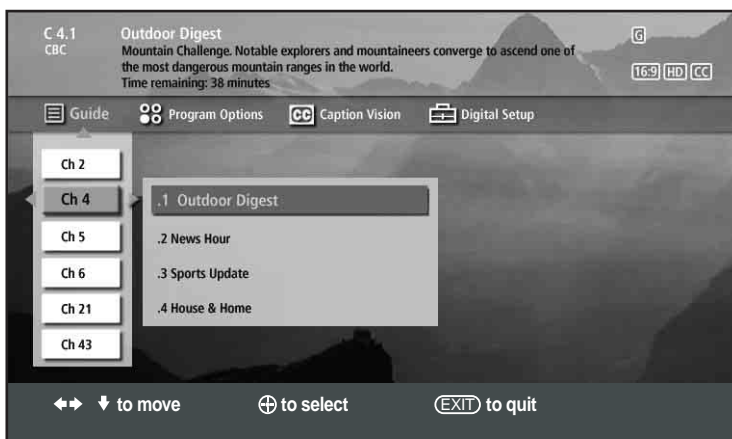 C 4.1
CBC
Outdoor Digest
Mountain Challenge. Notable explorers and mountaineers converge to ascend one of
the most dangerous mountain ranges in the world.
Time remaining: 38 minutes
G
16:9 HD CC
Guide
Program Options
CC Caption Vision
Digital Setup
Ch 2
Ch 4
Ch 5
Ch 6
Ch 21
Ch 43
.1 Outdoor Digest
.2 News Hour
.3 Sports Update
.4 House & Home
to move
to select
EXIT to quit